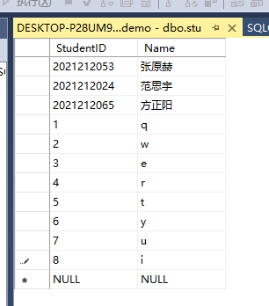 执行(X)
DESKTOP-P28UM9...demo - dbo.stu
SQL
StudentID Name
2021212053 张原赫
2021212024 范思宇
2021212065 方正阳
1 q
2 w
3 e
4 r
5 t
6 y
7 u
8 i
NULL NULL